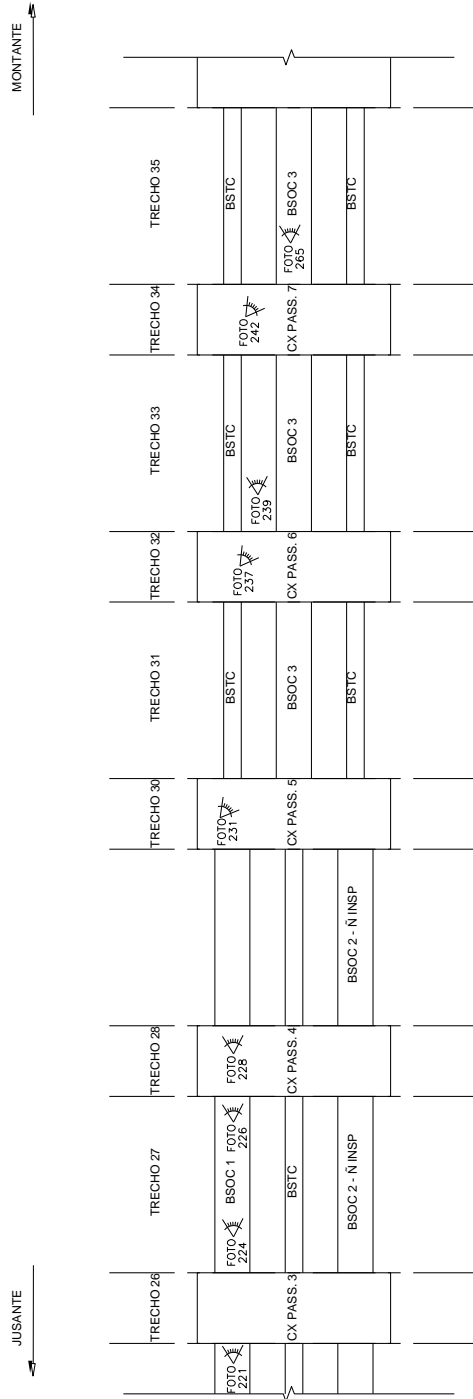 JUSANTE
MONTANTE
TRECHO 26
TRECHO 27
TRECHO 28
TRECHO 30
TRECHO 31
TRECHO 32
TRECHO 33
TRECHO 34
TRECHO 35
FOTO
221
FOTO
224
BSOC 1
FOTO
226
FOTO
228
FOTO
231
BSTC
FOTO
237
BSTC
FOTO
239
FOTO
242
BSTC
FOTO
265
CX PASS. 3
BSTC
CX PASS. 4
CX PASS. 5
BSOC 3
CX PASS. 6
BSOC 3
CX PASS. 7
BSOC 3
BSOC 2 - Ñ INSP
BSOC 2 - Ñ INSP
BSTC
BSTC
BSTC